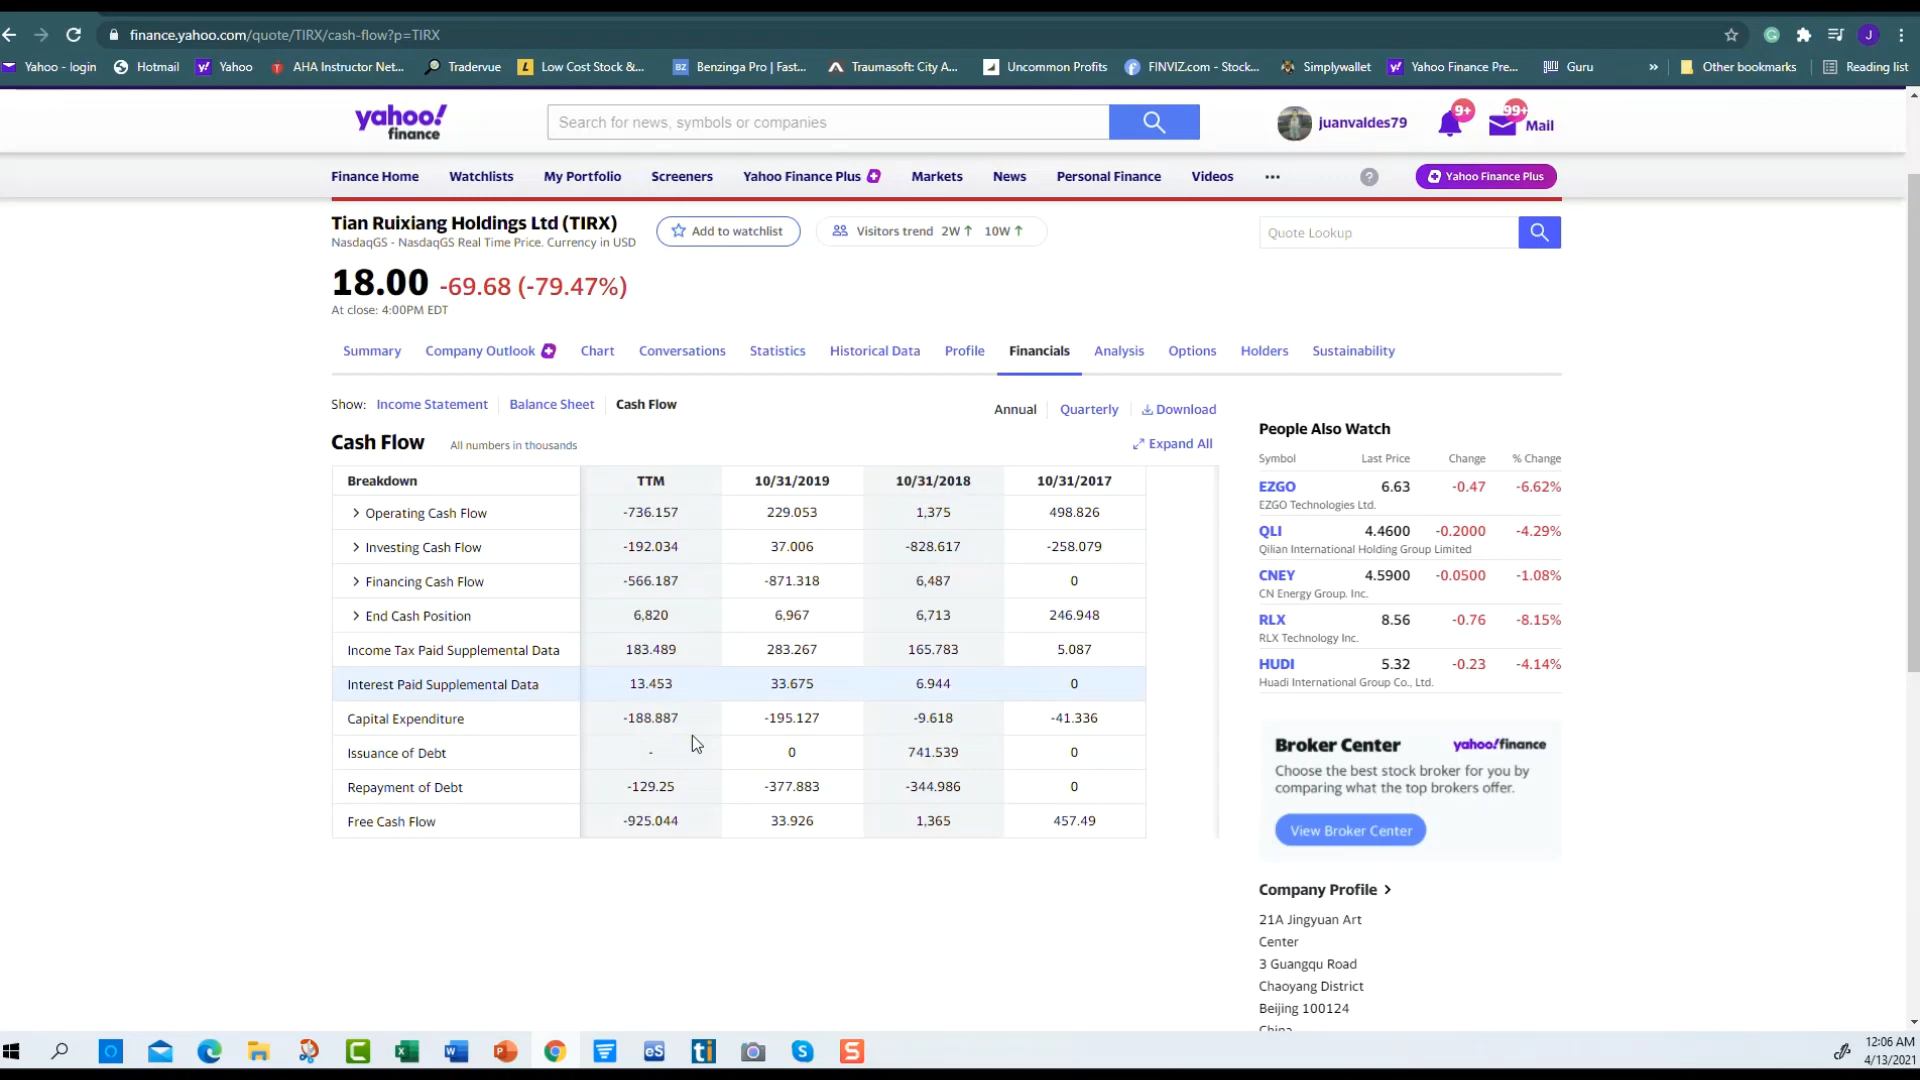 finance.yahoo.com/quote/TIRX/cash-flow?p=TIRX
J
Yahoo - login Hotmail Yahoo AHA Instructor Net... Tradervue Low Cost Stock &... Benzinga Pro | Fast... Traumasoft: City A... Uncommon Profits FINVIZ.com - Stock... Simplywallet Yahoo Finance Pre... Guru » Other bookmarks Reading list
yahoo!
finance
Search for news, symbols or companies
juanvaldes79
9+
99+
Mail
Finance Home Watchlists My Portfolio Screeners Yahoo Finance Plus Markets News Personal Finance Videos ••• ? Yahoo Finance Plus
Tian Ruixiang Holdings Ltd (TIRX)
NasdaqGS - NasdaqGS Real Time Price. Currency in USD
Add to watchlist
Visitors trend 2W↑ 10W↑
Quote Lookup
18.00 -69.68 (-79.47%)
At close: 4:00PM EDT
Summary Company Outlook Chart Conversations Statistics Historical Data Profile Financials Analysis Options Holders Sustainability
Show: Income Statement Balance Sheet Cash Flow
Annual Quarterly Download
Cash Flow All numbers in thousands
Expand All
Breakdown TTM 10/31/2019 10/31/2018 10/31/2017
> Operating Cash Flow -736.157 229.053 1,375 498.826
> Investing Cash Flow -192.034 37.006 -828.617 -258.079
> Financing Cash Flow -566.187 -871.318 6,487 0
> End Cash Position 6,820 6,967 6,713 246.948
Income Tax Paid Supplemental Data 183.489 283.267 165.783 5.087
Interest Paid Supplemental Data 13.453 33.675 6.944 0
Capital Expenditure -188.887 -195.127 -9.618 -41.336
Issuance of Debt - 0 741.539 0
Repayment of Debt -129.25 -377.883 -344.986 0
Free Cash Flow -925.044 33.926 1,365 457.49
People Also Watch
Symbol Last Price Change % Change
EZGO 6.63 -0.47 -6.62%
EZGO Technologies Ltd.
QLI 4.4600 -0.2000 -4.29%
Qilian International Holding Group Limited
CNEY 4.5900 -0.0500 -1.08%
CN Energy Group. Inc.
RLX 8.56 -0.76 -8.15%
RLX Technology Inc.
HUDI 5.32 -0.23 -4.14%
Huadi International Group Co., Ltd.
Broker Center yahoo!finance
Choose the best stock broker for you by
comparing what the top brokers offer.
View Broker Center
Company Profile >
21A Jingyuan Art
Center
3 Guangqu Road
Chaoyang District
Beijing 100124
China
12:06 AM
4/13/2021